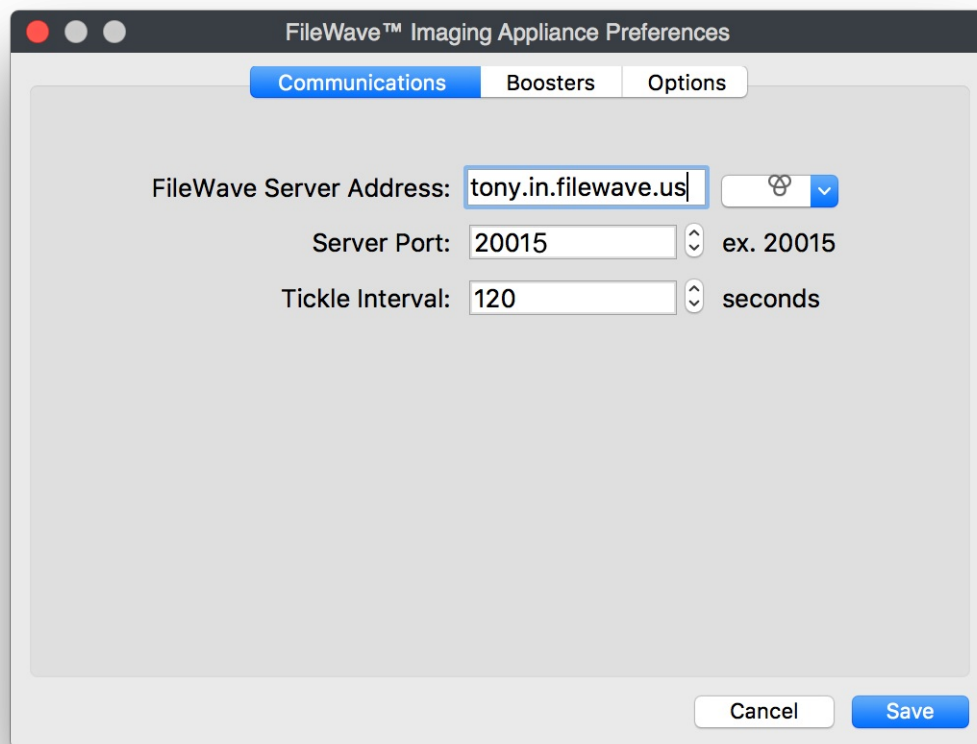 FileWave™ Imaging Appliance Preferences
Communications Boosters Options
FileWave Server Address: tony.in.filewave.us
Server Port: 20015 ex. 20015
Tickle Interval: 120 seconds
Cancel Save